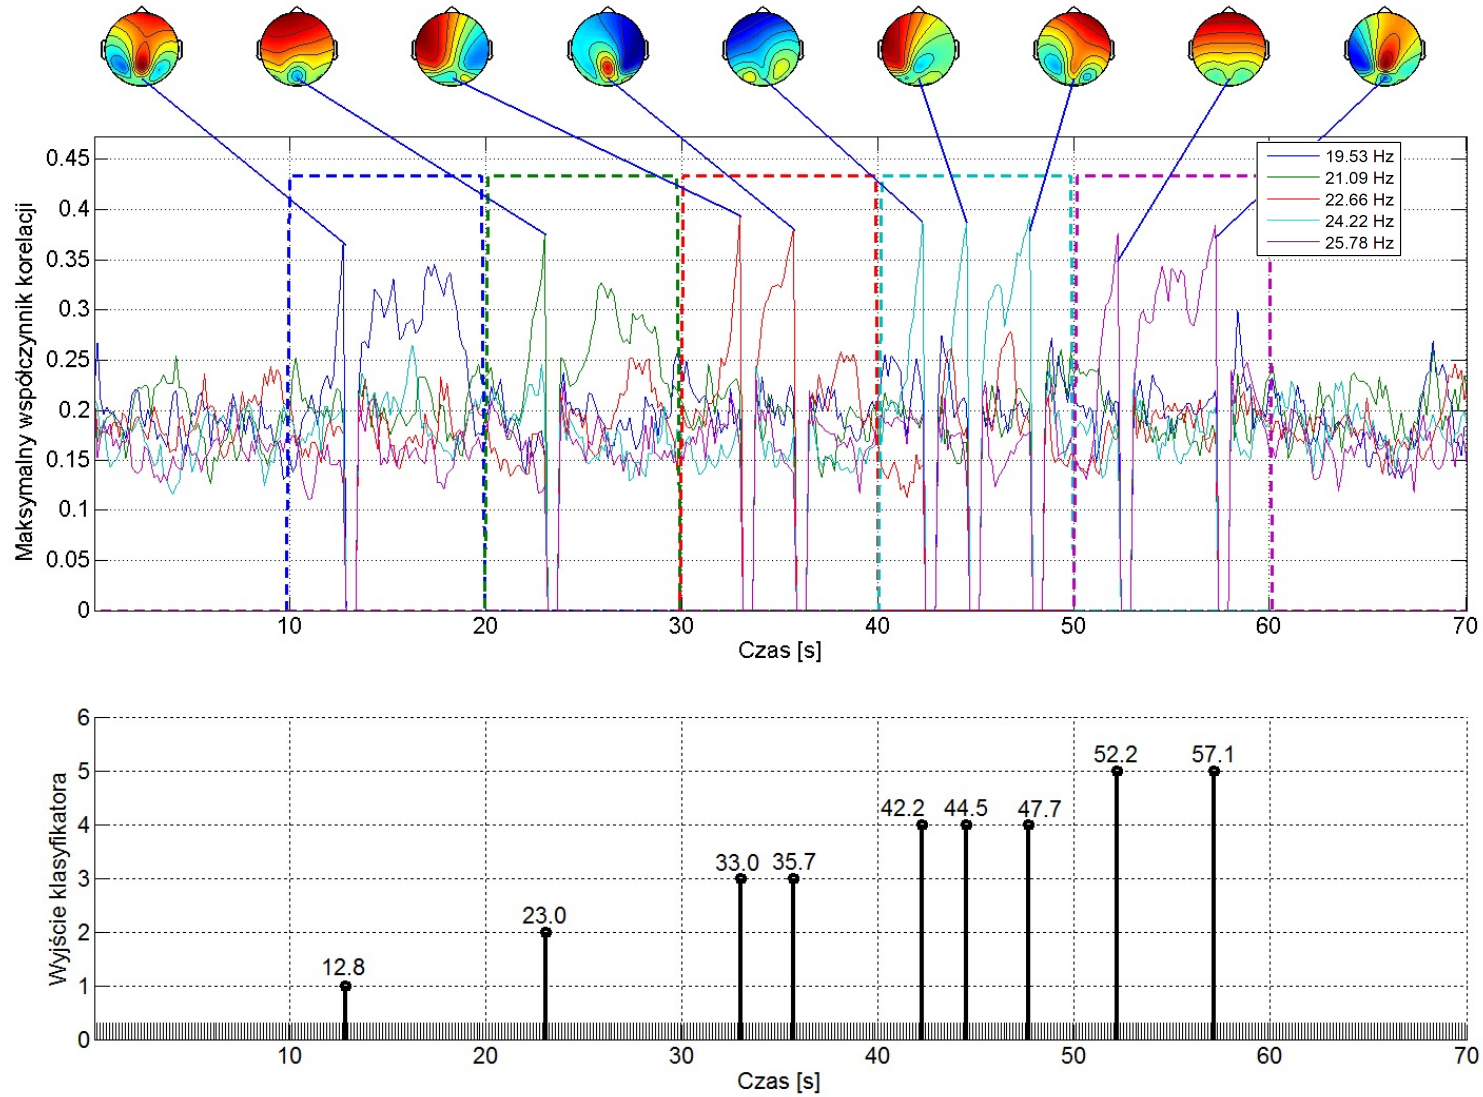 Maksymalny współczynnik korelacji
0.45
0.4
0.35
0.3
0.25
0.2
0.15
0.1
0.05
0
19.53 Hz
21.09 Hz
22.66 Hz
24.22 Hz
25.78 Hz
10 20 30 40 50 60 70
Czas [s]
Wyjście klasyfikatora
6
5
4
3
2
1
0
12.8
23.0
33.0 35.7
42.2 44.5 47.7
52.2 57.1
10 20 30 40 50 60 70
Czas [s]